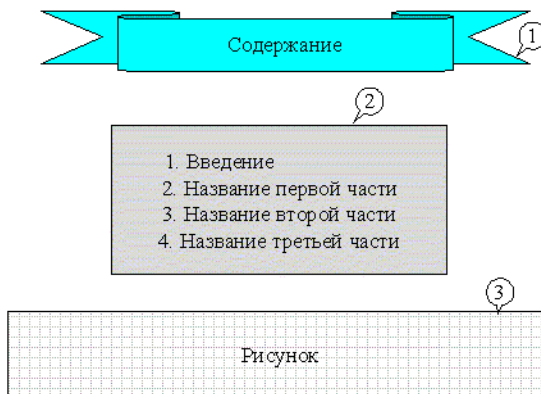 Содержание
1
2
1. Введение
2. Название первой части
3. Название второй части
4. Название третьей части
3
Рисунок